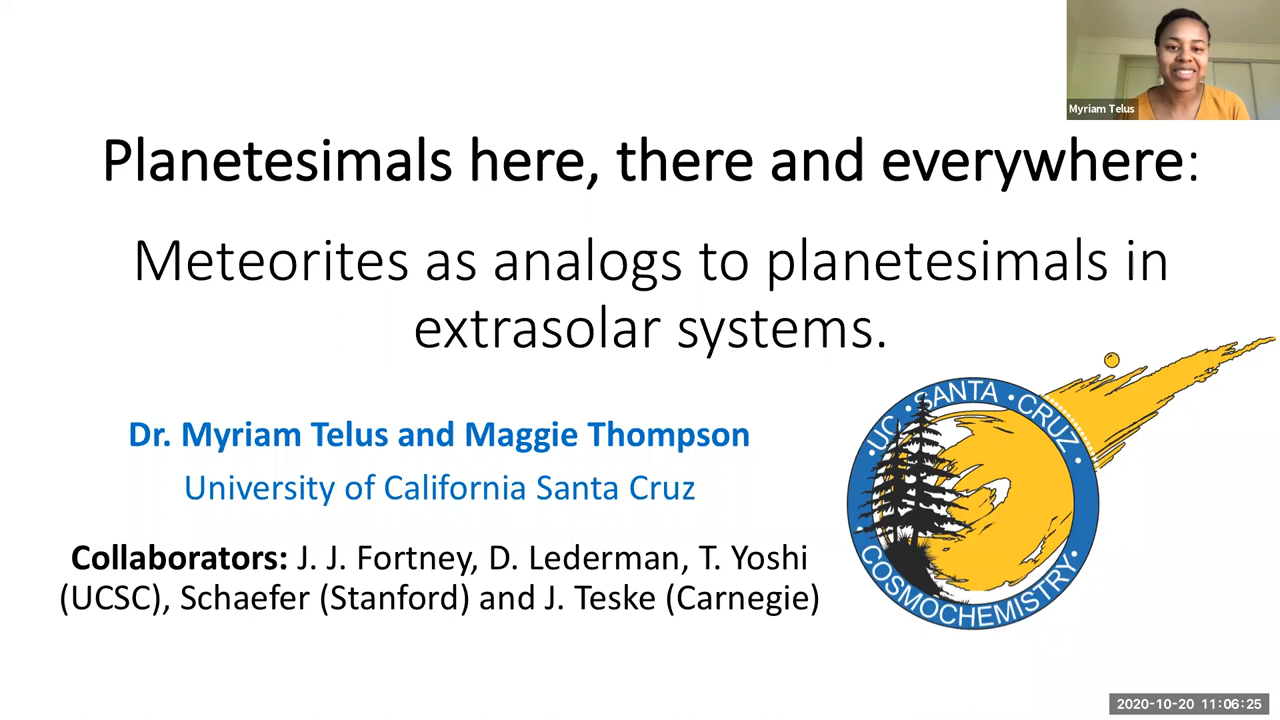 Myriam Telus
Planetesimals here, there and everywhere:
Meteorites as analogs to planetesimals in
extrasolar systems.
Dr. Myriam Telus and Maggie Thompson
University of California Santa Cruz
Collaborators: J. J. Fortney, D. Lederman, T. Yoshi
(UCSC), Schaefer (Stanford) and J. Teske (Carnegie)
•UC•SANTA•CRUZ•
•COSMOCHEMISTRY•
2020-10-20 11:06:25